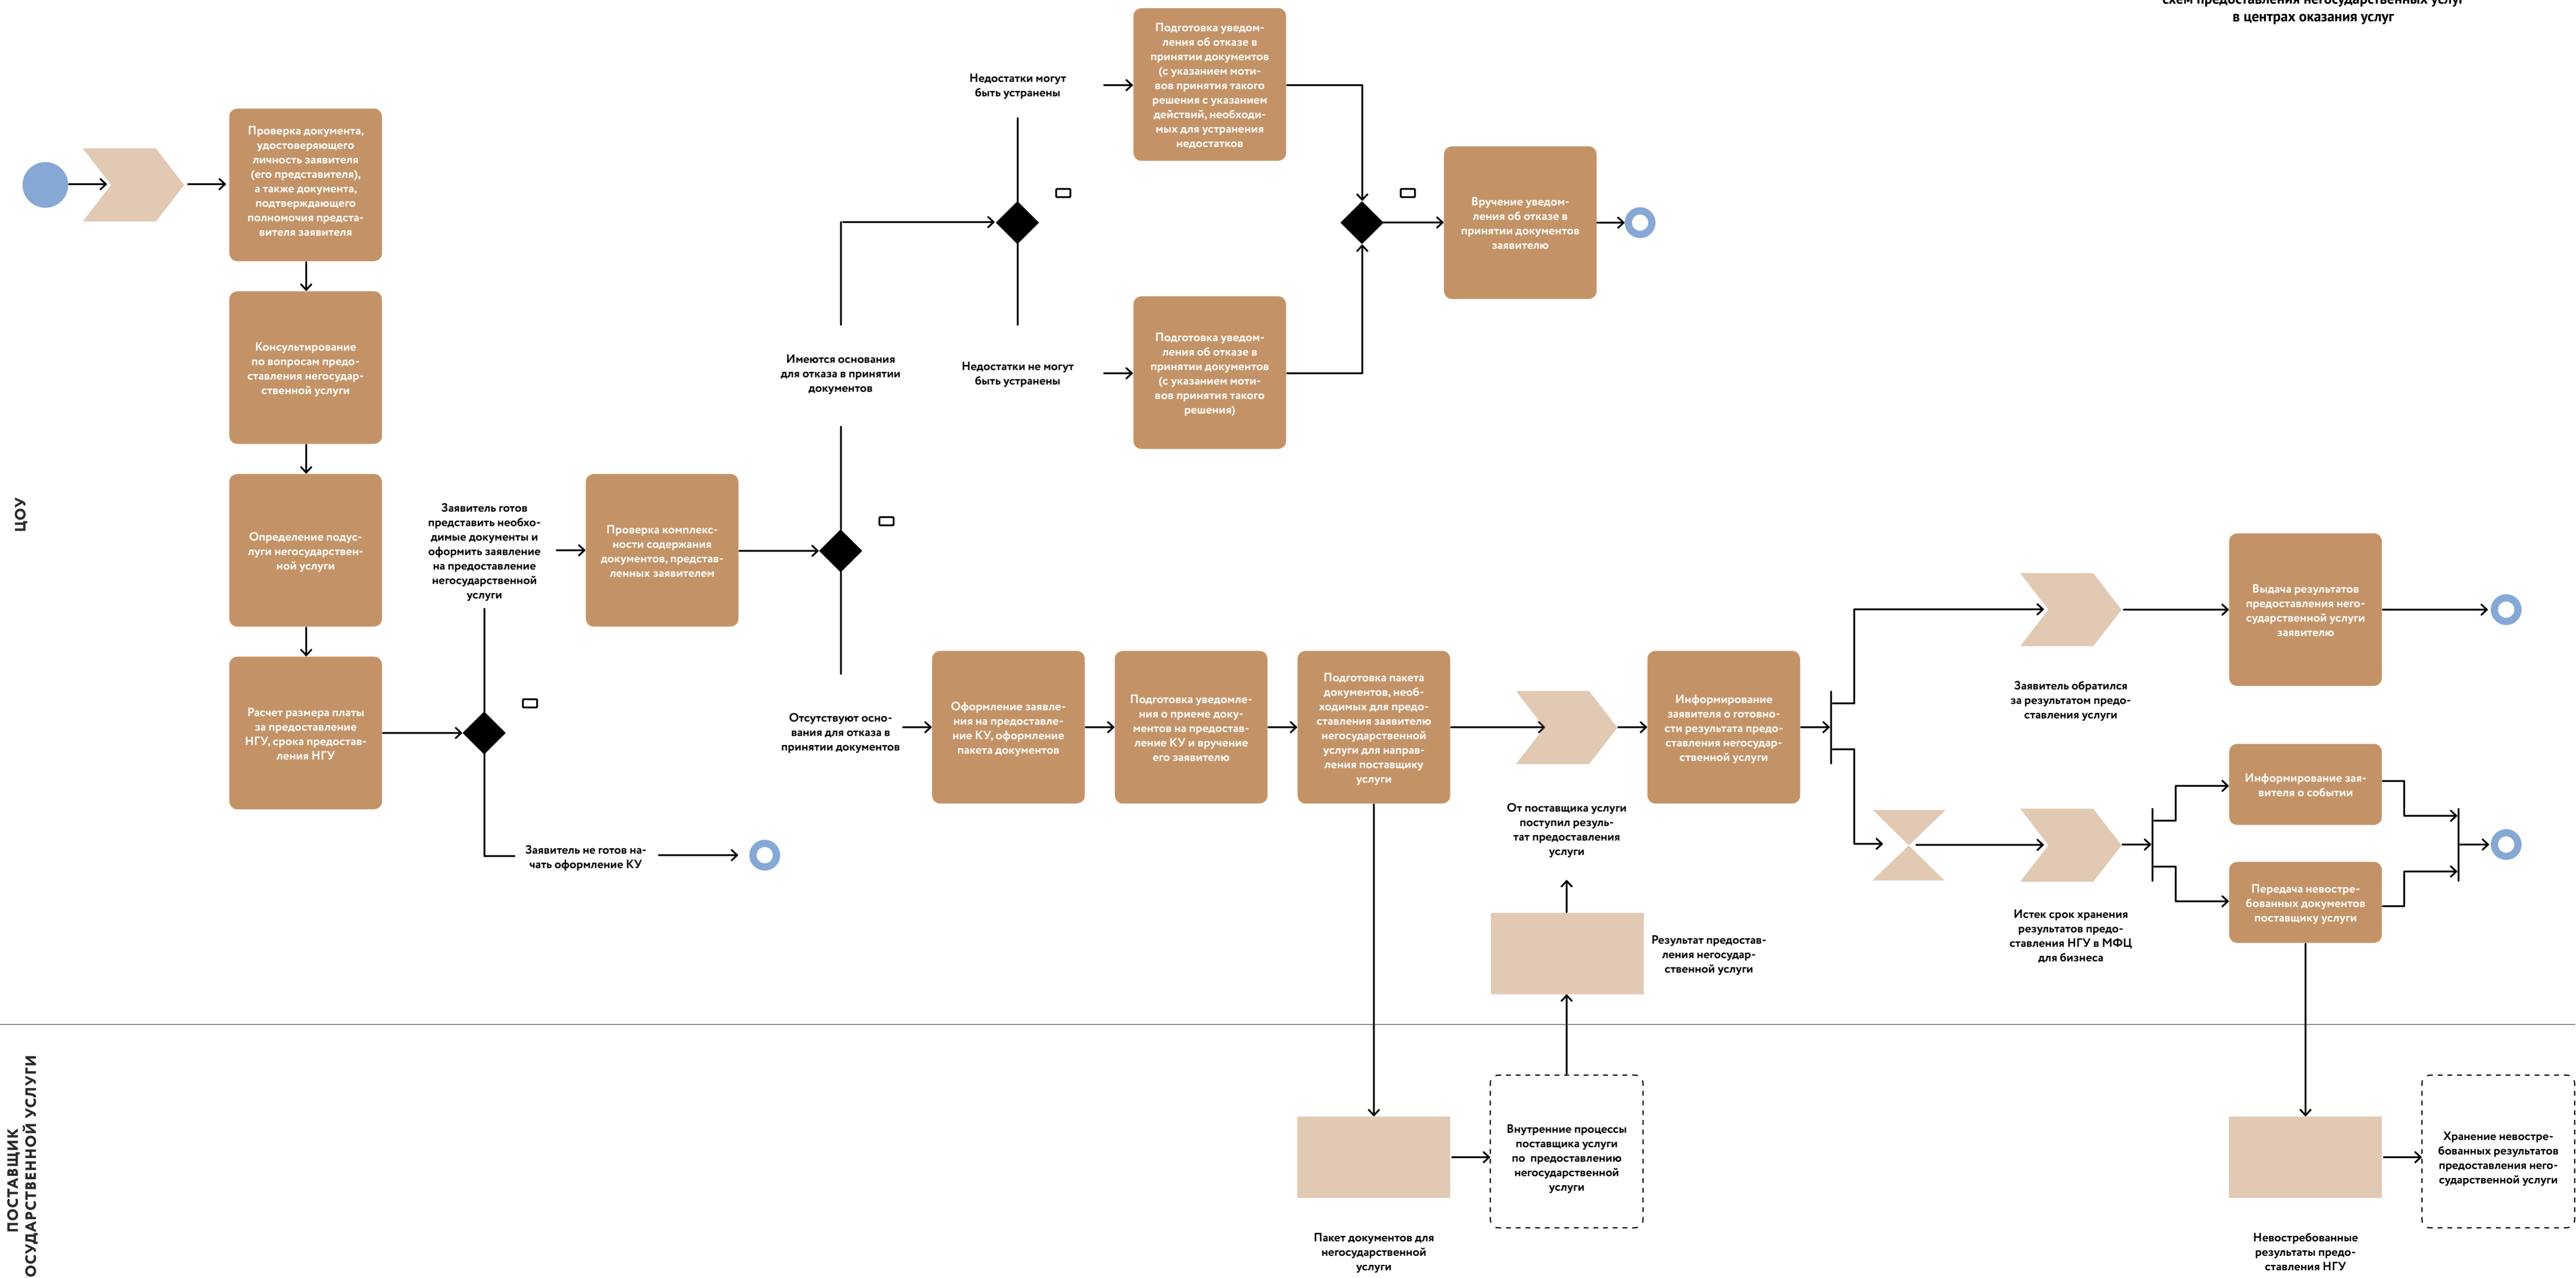 схем предоставления негосударственных услуг
в центрах оказания услуг
Проверка документа,
удостоверяющего
личность заявителя
(его представителя),
а также документа,
подтверждающего
полномочия предста-
вителя заявителя
Консультирование
по вопросам предо-
ставления негосудар-
ственной услуги
Определение подус-
луги негосударствен-
ной услуги
Расчет размера платы
за предоставление
НГУ, срока предостав-
ления НГУ
ЦОУ
Заявитель готов
представить необхо-
димые документы и
оформить заявление
на предоставление
негосударственной
услуги
Заявитель не готов на-
чать оформление КУ
Проверка комплекс-
ности содержания
документов, представ-
ленных заявителем
Имеются основания
для отказа в принятии
документов
Недостатки могут
быть устранены
Недостатки не могут
быть устранены
Подготовка уведом-
ления об отказе в
принятии документов
(с указанием моти-
вов принятия такого
решения с указанием
действий, необходи-
мых для устранения
недостатков
Подготовка уведом-
ления об отказе в
принятии документов
(с указанием моти-
вов принятия такого
решения)
Вручение уведом-
ления об отказе в
принятии документов
заявителю
Отсутствуют осно-
вания для отказа в
принятии документов
Оформление заявле-
ния на предоставле-
ние КУ, оформление
пакета документов
Подготовка уведомле-
ния о приеме доку-
ментов на предостав-
ление КУ и вручение
его заявителю
Подготовка пакета
документов, необ-
ходимых для предо-
ставления заявителю
негосударственной
услуги для направ-
ления поставщику
услуги
От поставщика услуги
поступил резуль-
тат предоставления
услуги
Результат предостав-
ления негосудар-
ственной услуги
Информирование
заявителя о готовно-
сти результата предо-
ставления негосудар-
ственной услуги
Заявитель обратился
за результатом предо-
ставления услуги
Выдача результатов
предоставления него-
сударственной услуги
заявителю
Истек срок хранения
результатов предо-
ставления НГУ в МФЦ
для бизнеса
Информирование зая-
вителя о событии
Передача невостре-
бованных документов
поставщику услуги
ПОСТАВЩИК
ОСУДАРСТВЕННОЙ УСЛУГИ
Пакет документов для
негосударственной
услуги
Внутренние процессы
поставщика услуги
по предоставлению
негосударственной
услуги
Невостребованные
результаты предо-
ставления НГУ
Хранение невостре-
бованных результатов
предоставления него-
сударственной услуги